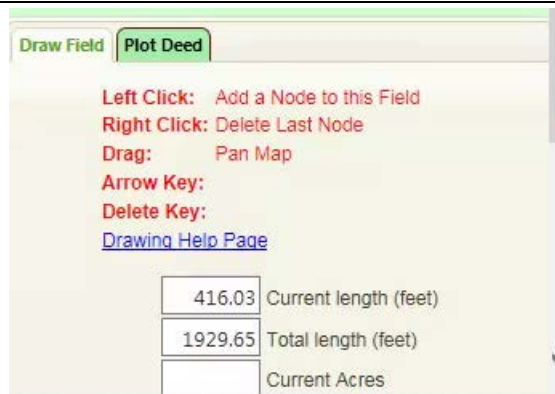 Draw Field Plot Deed
Left Click: Add a Node to this Field
Right Click: Delete Last Node
Drag: Pan Map
Arrow Key:
Delete Key:
Drawing Help Page
416.03 Current length (feet)
1929.65 Total length (feet)
Current Acres